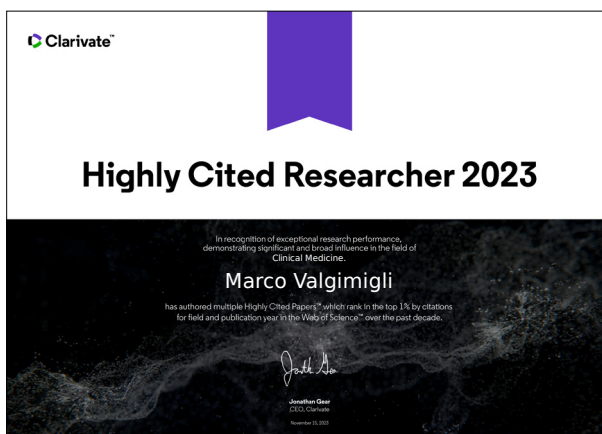 Clarivate™
Highly Cited Researcher 2023
In recognition of exceptional research performance,
demonstrating significant and broad influence in the field of
Clinical Medicine.
Marco Valgimigli
has authored multiple Highly Cited Papers™ which rank in the top 1% by citations
for field and publication year in the Web of Science™ over the past decade.
Jonathan Gear
CEO, Clarivate
November 15, 2023